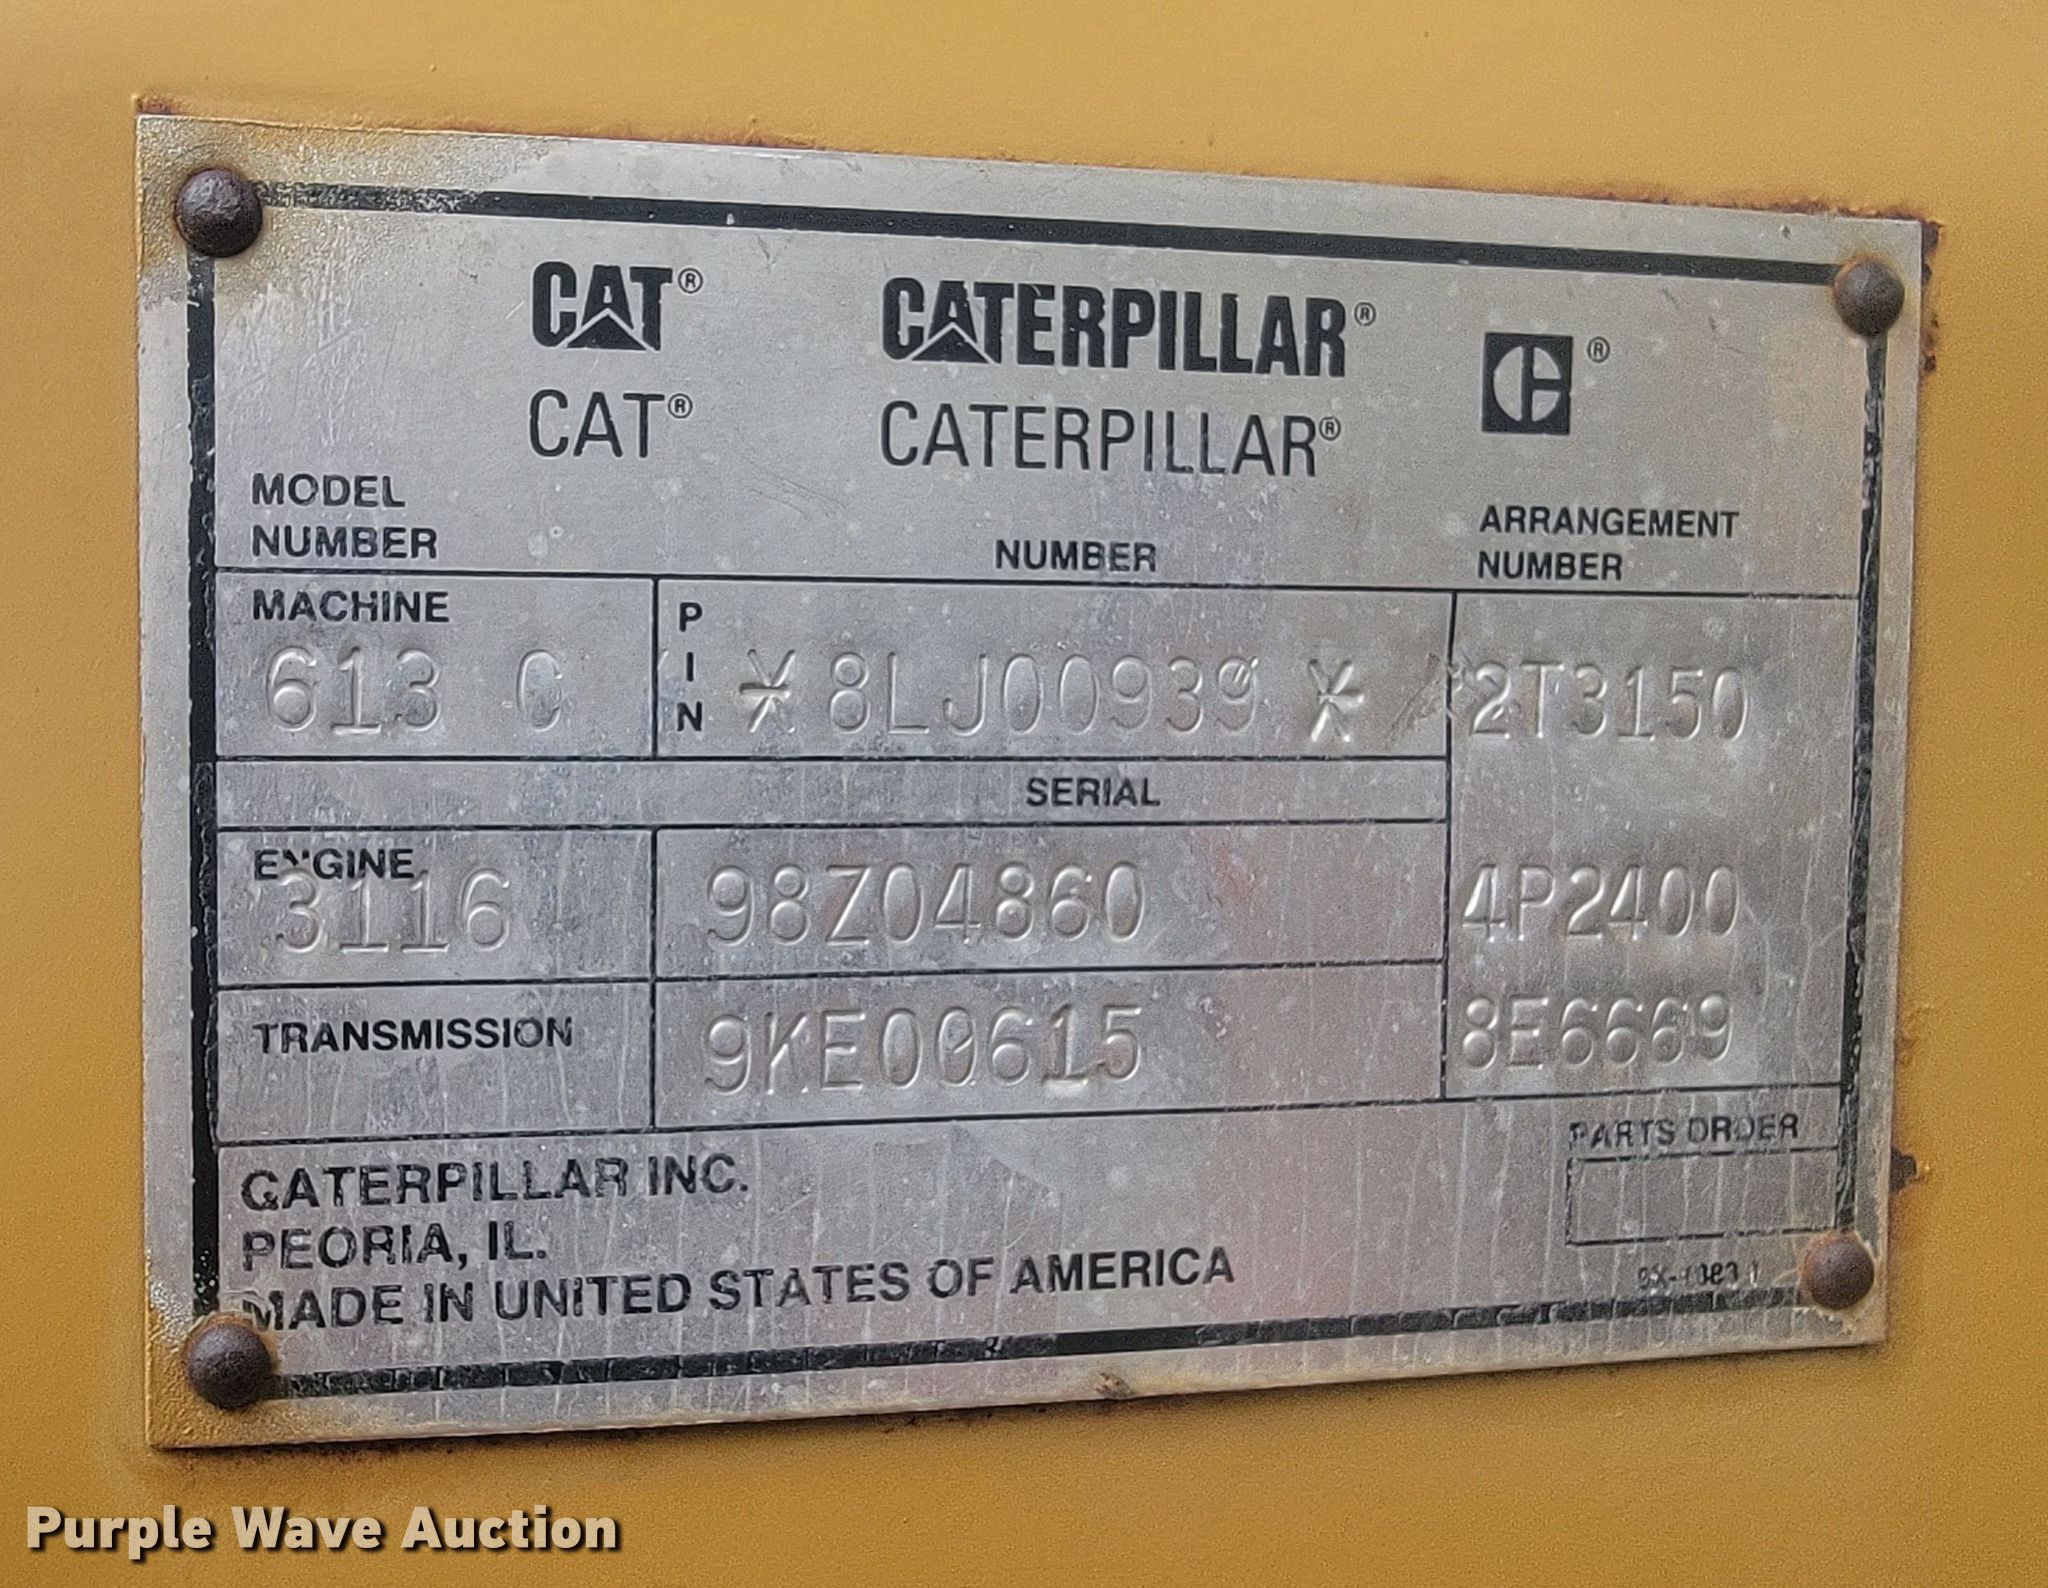 CAT® CATERPILLAR® ®
CAT® CATERPILLAR®
MODEL
NUMBER
NUMBER
ARRANGEMENT
NUMBER
MACHINE
613 C
PIN
*8LJ00939*
2T3150
SERIAL
ENGINE
3116
98Z04860
4P2400
TRANSMISSION
9KE00615
8E6669
PARTS ORDER
CATERPILLAR INC.
PEORIA, IL.
MADE IN UNITED STATES OF AMERICA
Purple Wave Auction